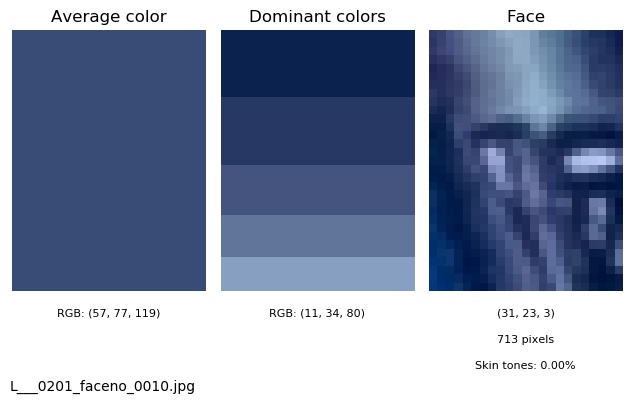 Average color
Dominant colors
Face
RGB: (57, 77, 119)
RGB: (11, 34, 80)
(31, 23, 3)
713 pixels
Skin tones: 0.00%
L___0201_faceno_0010.jpg